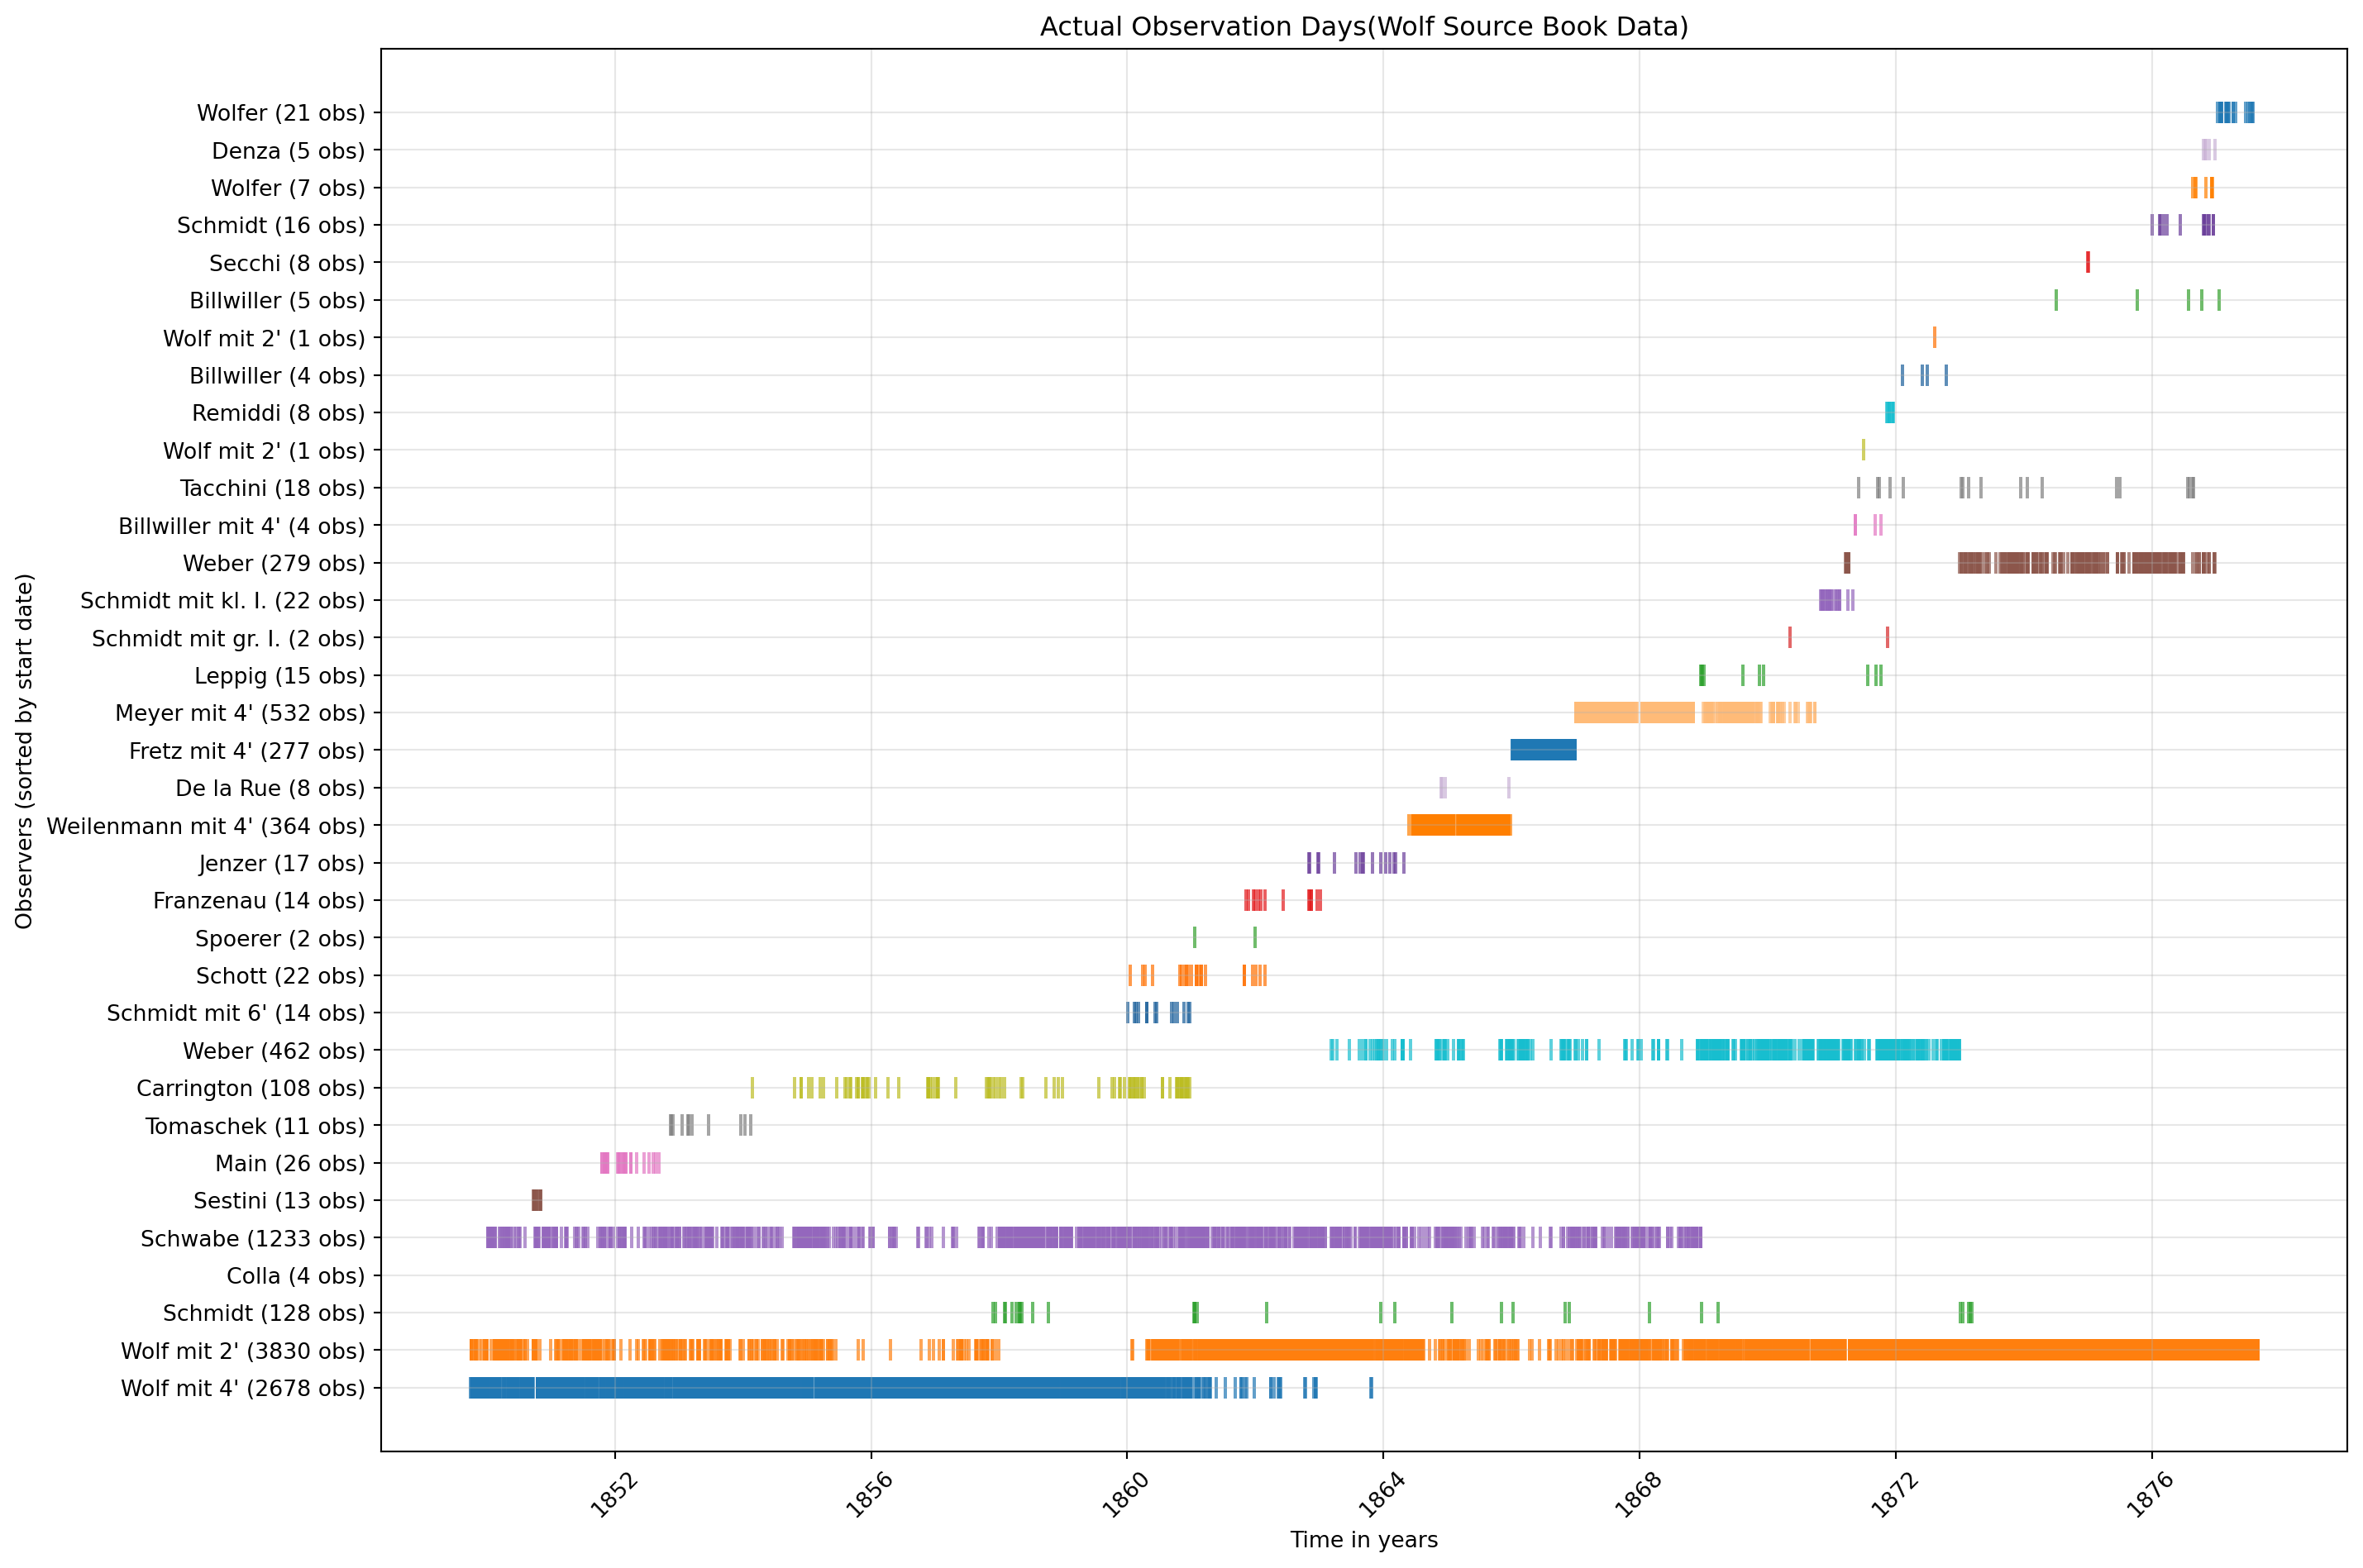 Actual Observation Days(Wolf Source Book Data)
Wolfer (21 obs)
Denza (5 obs)
Wolfer (7 obs)
Schmidt (16 obs)
Secchi (8 obs)
Billwiller (5 obs)
Wolf mit 2' (1 obs)
Billwiller (4 obs)
Remiddi (8 obs)
Wolf mit 2' (1 obs)
Tacchini (18 obs)
Billwiller mit 4' (4 obs)
Weber (279 obs)
Schmidt mit kl. I. (22 obs)
Schmidt mit gr. I. (2 obs)
Leppig (15 obs)
Meyer mit 4' (532 obs)
Fretz mit 4' (277 obs)
De la Rue (8 obs)
Weilenmann mit 4' (364 obs)
Jenzer (17 obs)
Franzenau (14 obs)
Spoerer (2 obs)
Schott (22 obs)
Schmidt mit 6' (14 obs)
Weber (462 obs)
Carrington (108 obs)
Tomaschek (11 obs)
Main (26 obs)
Sestini (13 obs)
Schwabe (1233 obs)
Colla (4 obs)
Schmidt (128 obs)
Wolf mit 2' (3830 obs)
Wolf mit 4' (2678 obs)
Observers (sorted by start date)
1852 1856 1860 1864 1868 1872 1876
Time in years